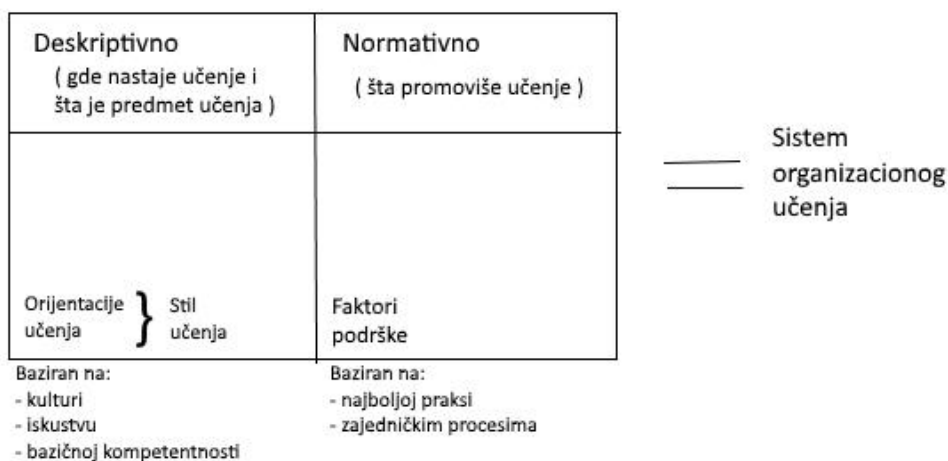 Deskriptivno
( gde nastaje učenje i
šta je predmet učenja )
Normativno
( šta promoviše učenje )
Sistem
organizacionog
učenja
Orijentacije
učenja
} Stil
učenja
Faktori
podrške
Baziran na:
- kulturi
- iskustvu
- bazičnoj kompetentnosti
Baziran na:
- najboljoj praksi
- zajedničkim procesima